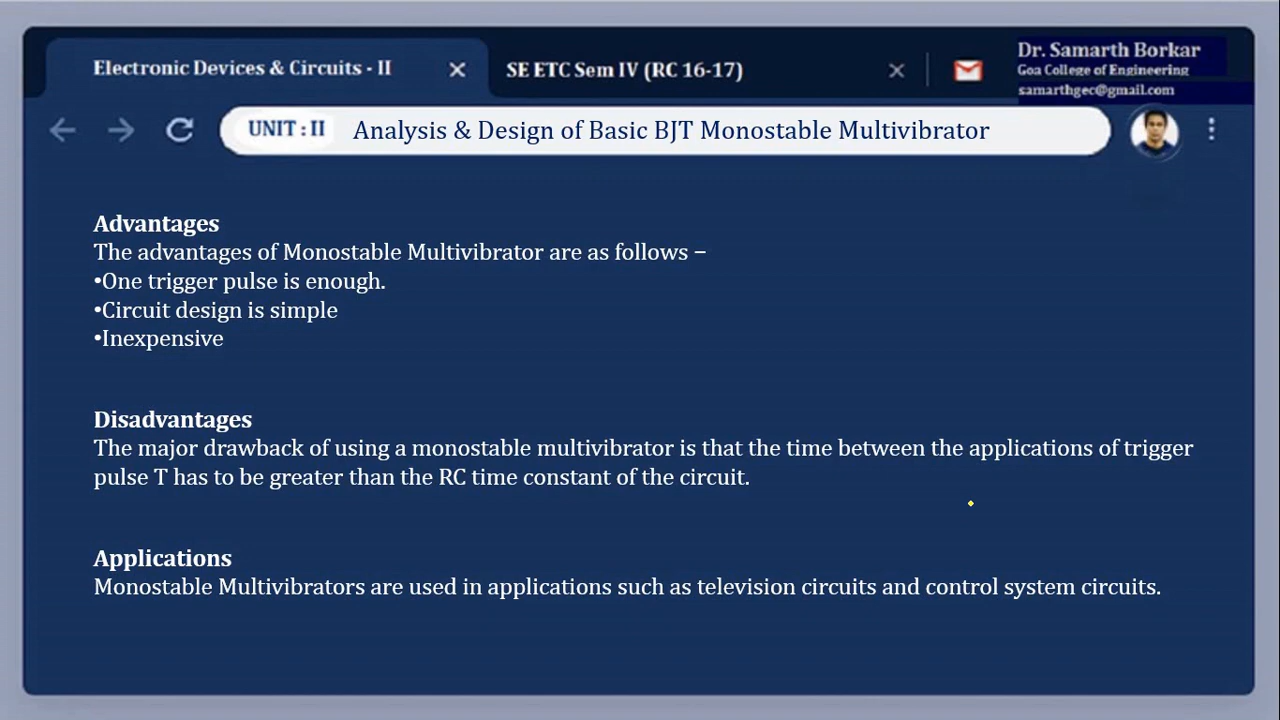 Electronic Devices & Circuits - II
SE ETC Sem IV (RC 16-17)
Dr. Samarth Borkar
Goa College of Engineering
samarthgec@gmail.com
UNIT : II
Analysis & Design of Basic BJT Monostable Multivibrator
Advantages
The advantages of Monostable Multivibrator are as follows −
•One trigger pulse is enough.
•Circuit design is simple
•Inexpensive
Disadvantages
The major drawback of using a monostable multivibrator is that the time between the applications of trigger
pulse T has to be greater than the RC time constant of the circuit.
Applications
Monostable Multivibrators are used in applications such as television circuits and control system circuits.